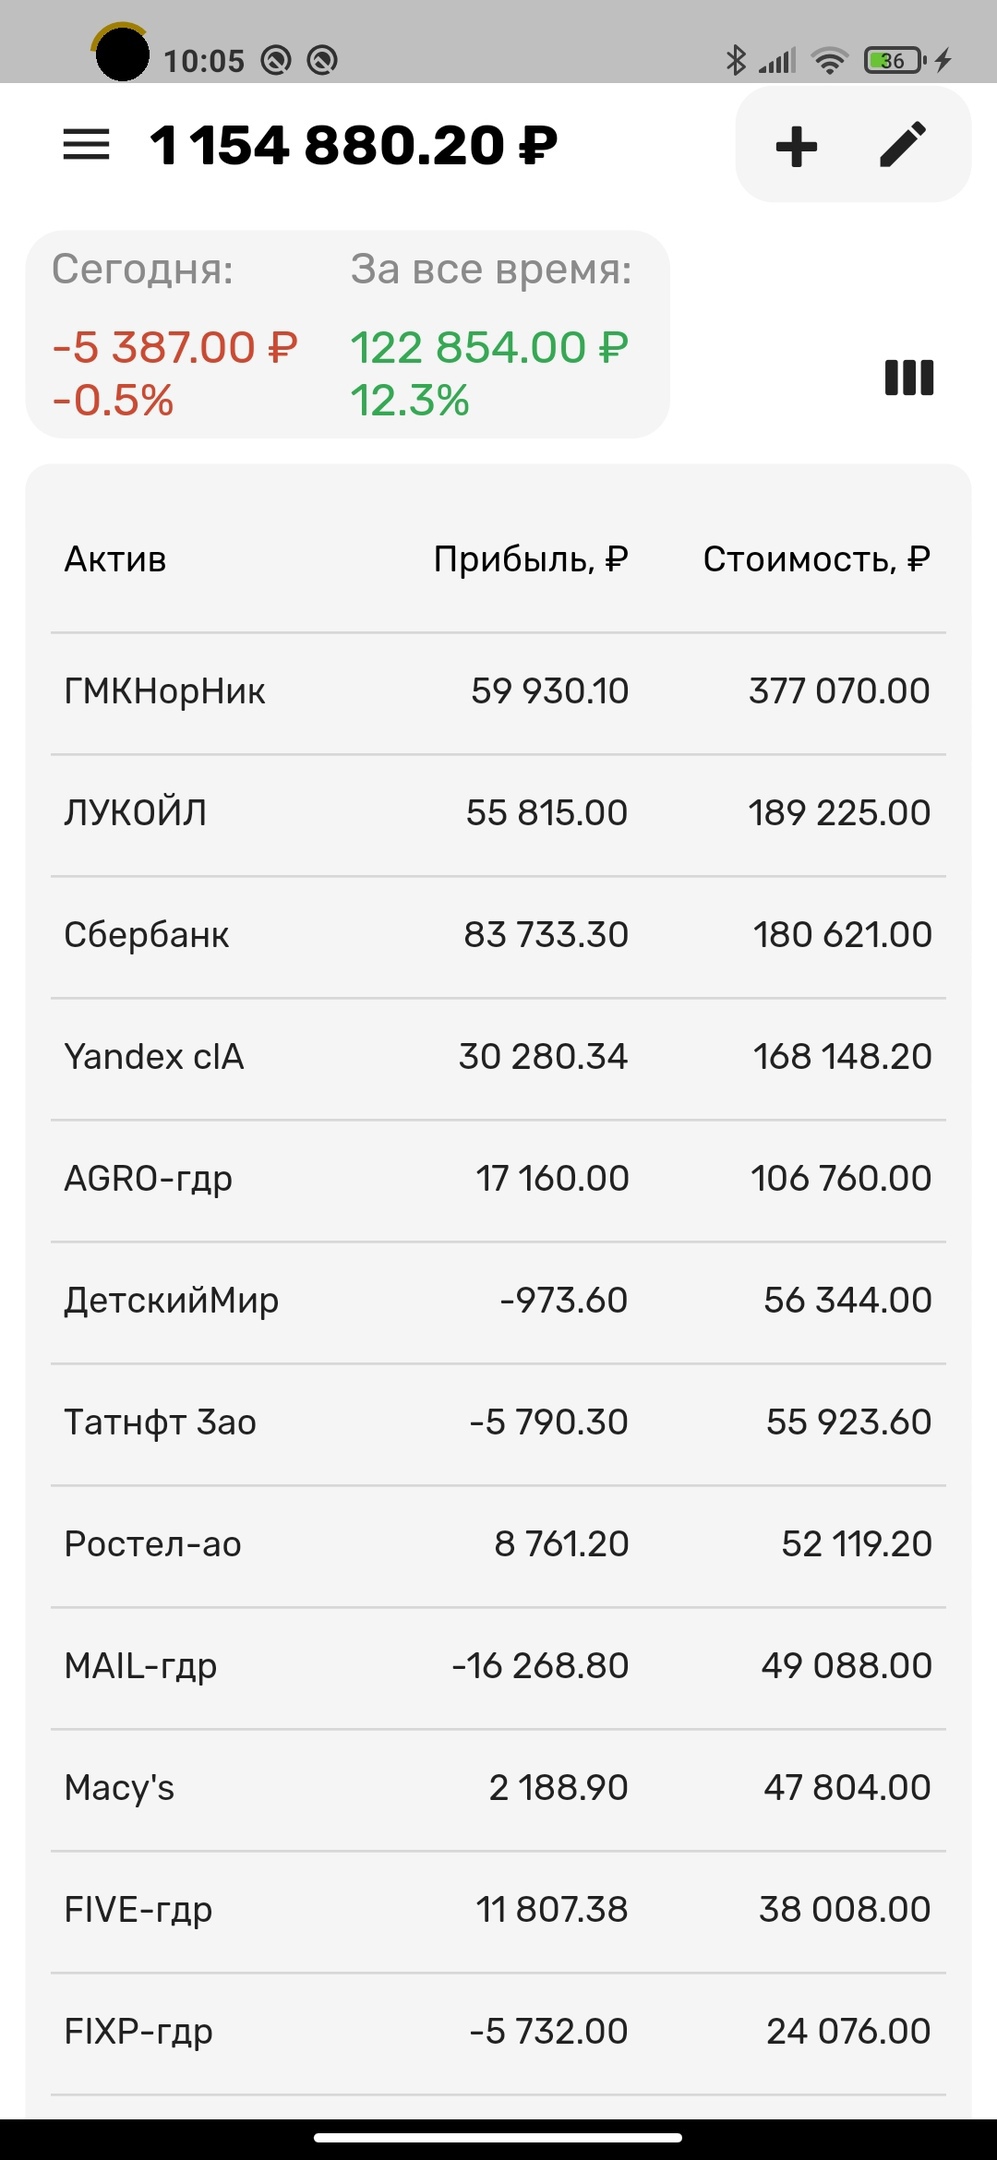 10:05 36
1 154 880.20 ₽
Сегодня: За все время:
-5 387.00 ₽ 122 854.00 ₽
-0.5% 12.3%
Актив Прибыль, ₽ Стоимость, ₽
ГМКНорНик 59 930.10 377 070.00
ЛУКОЙЛ 55 815.00 189 225.00
Сбербанк 83 733.30 180 621.00
Yandex clA 30 280.34 168 148.20
AGRO-гдр 17 160.00 106 760.00
ДетскийМир -973.60 56 344.00
Татнфт 3ао -5 790.30 55 923.60
Ростел-ао 8 761.20 52 119.20
MAIL-гдр -16 268.80 49 088.00
Macy's 2 188.90 47 804.00
FIVE-гдр 11 807.38 38 008.00
FIXP-гдр -5 732.00 24 076.00